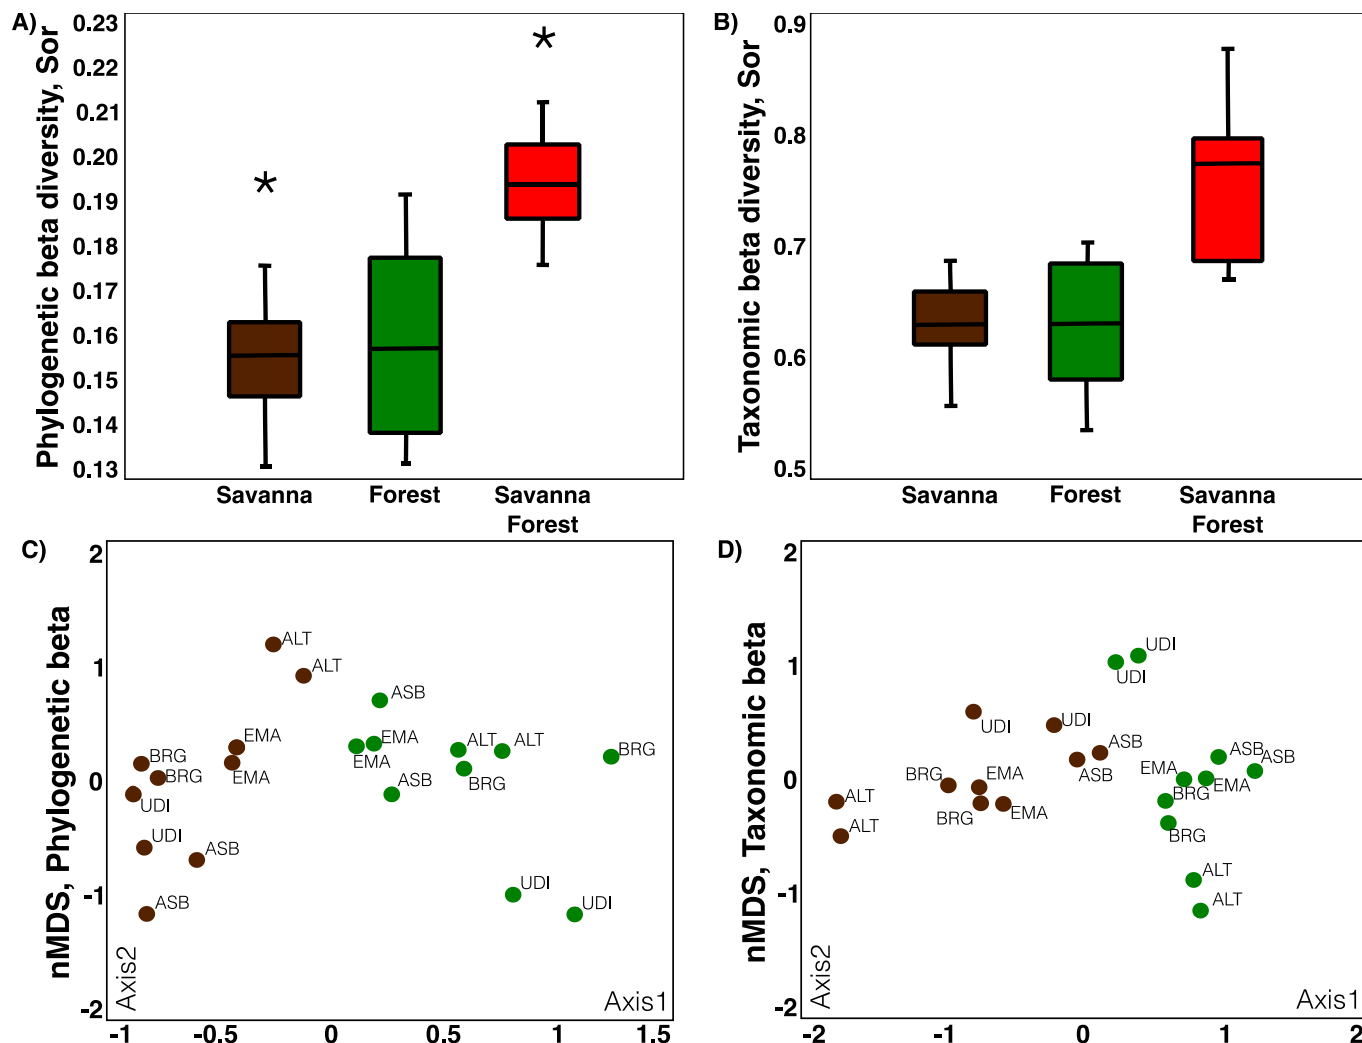 A)
Phylogenetic beta diversity, Sor
0.23
0.22
0.21
0.20
0.19
0.18
0.17
0.16
0.15
0.14
0.13
Savanna
Forest
Savanna
Forest
B)
Taxonomic beta diversity, Sor
0.9
0.8
0.7
0.6
0.5
Savanna
Forest
Savanna
Forest
C)
nMDS, Phylogenetic beta
2
1
0
-1
-2
ALT
ALT
ASB
EMA
EMA
EMA
EMA
ALT
ALT
BRG
BRG
BRG
BRG
ASB
UDI
UDI
ASB
ASB
UDI
UDI
Axis2
Axis1
-1
-0.5
0
0.5
1
1.5
D)
nMDS, Taxonomic beta
2
1
0
-1
-2
UDI
UDI
UDI
UDI
ASB
ASB
ASB
ASB
EMA
EMA
BRG
EMA
EMA
BRG
BRG
BRG
ALT
ALT
ALT
ALT
Axis2
Axis1
-2
-1
0
1
2